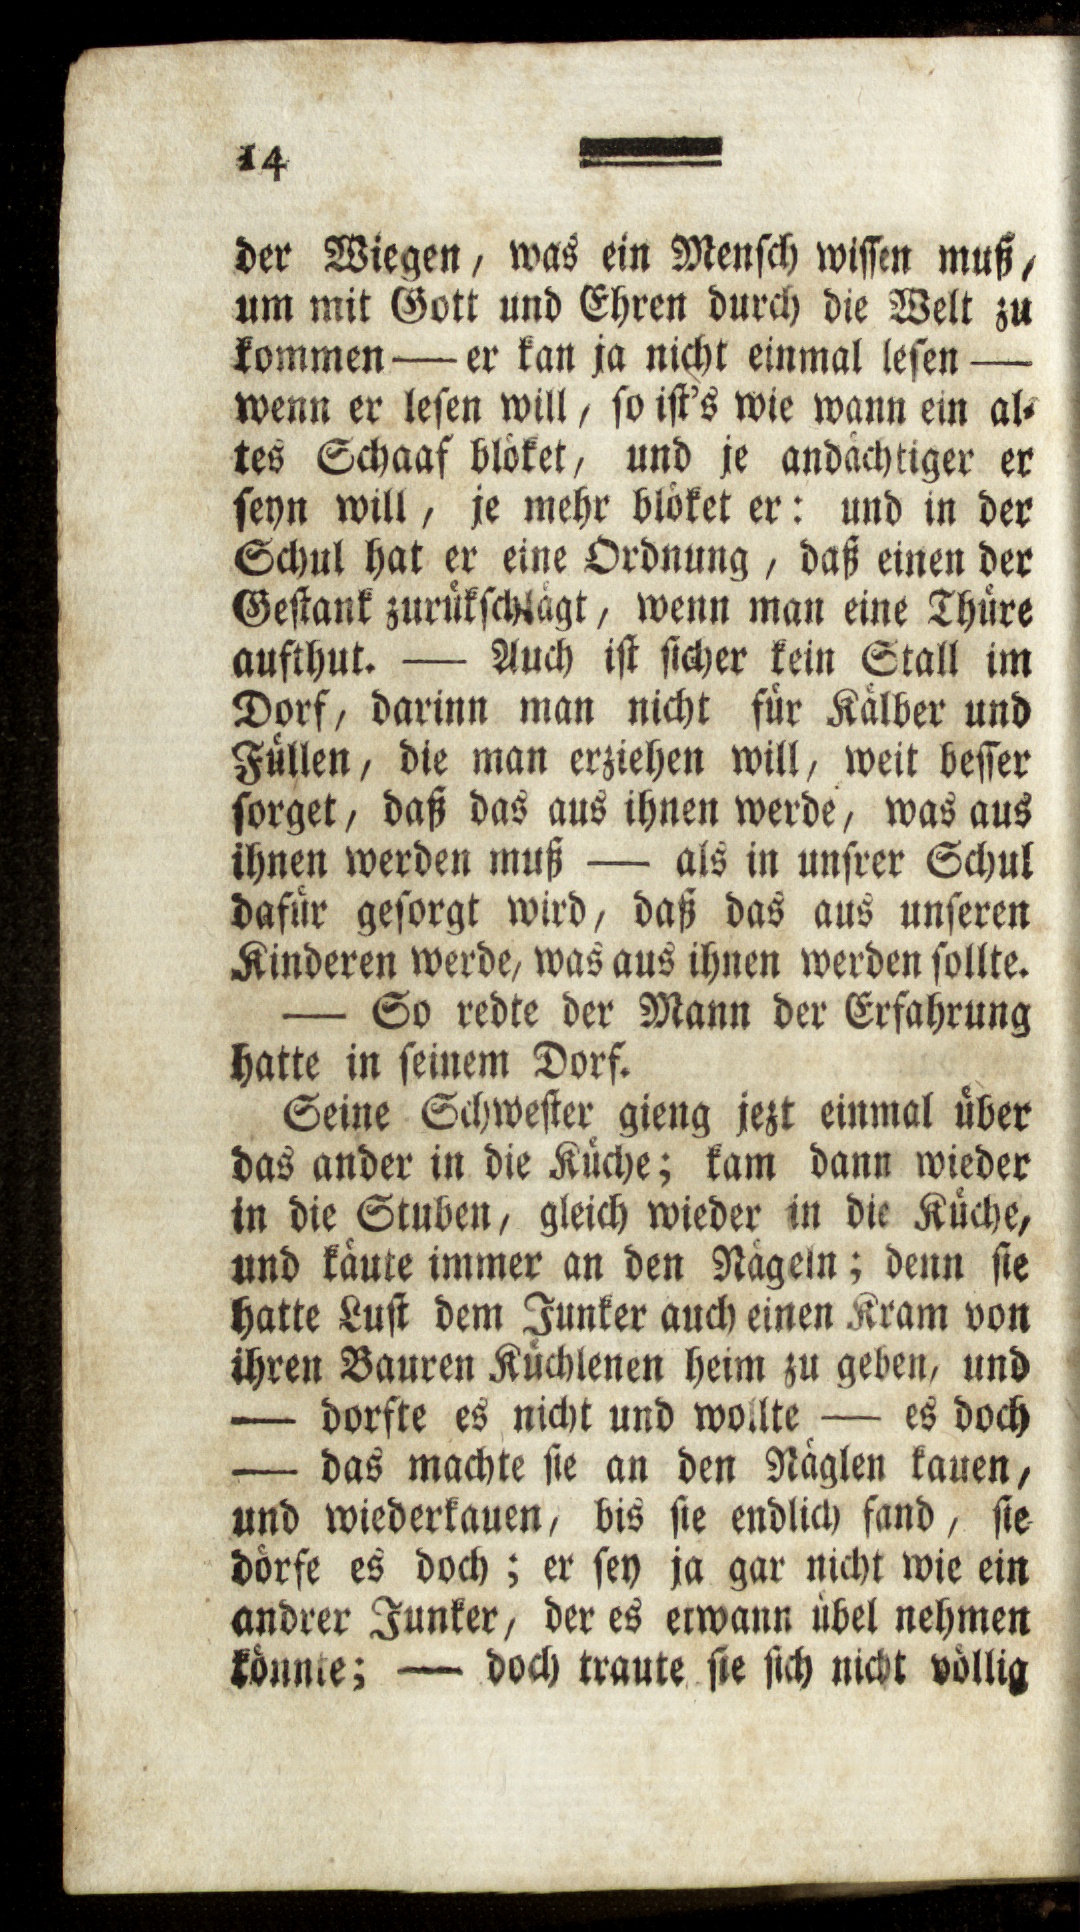 14
der Wiegen, was ein Mensch wissen muß,
um mit Gott und Ehren durch die Welt zu
kommen — er kan ja nicht einmal lesen —
wenn er lesen will, so ist's wie wann ein al-
tes Schaaf blöket, und je andächtiger er
seyn will, je mehr blöket er: und in der
Schul hat er eine Ordnung, daß einen der
Gestank zurükschlägt, wenn man eine Thüre
aufthut. — Auch ist sicher kein Stall im
Dorf, darinn man nicht für Kälber und
Füllen, die man erziehen will, weit besser
sorget, daß das aus ihnen werde, was aus
ihnen werden muß — als in unsrer Schul
dafür gesorgt wird, daß das aus unseren
Kinderen werde, was aus ihnen werden sollte.
— So redte der Mann der Erfahrung
hatte in seinem Dorf.
Seine Schwester gieng jezt einmal über
das ander in die Küche; kam dann wieder
in die Stuben, gleich wieder in die Küche,
und käute immer an den Nägeln; denn sie
hatte Lust dem Junker auch einen Kram von
ihren Bauren Küchlenen heim zu geben, und
— dorfte es nicht und wollte — es doch
— das machte sie an den Näglen kauen,
und wiederkauen, bis sie endlich fand, sie
dörfe es doch; er sey ja gar nicht wie ein
andrer Junker, der es etwann übel nehmen
könnte; — doch traute sie sich nicht völlig